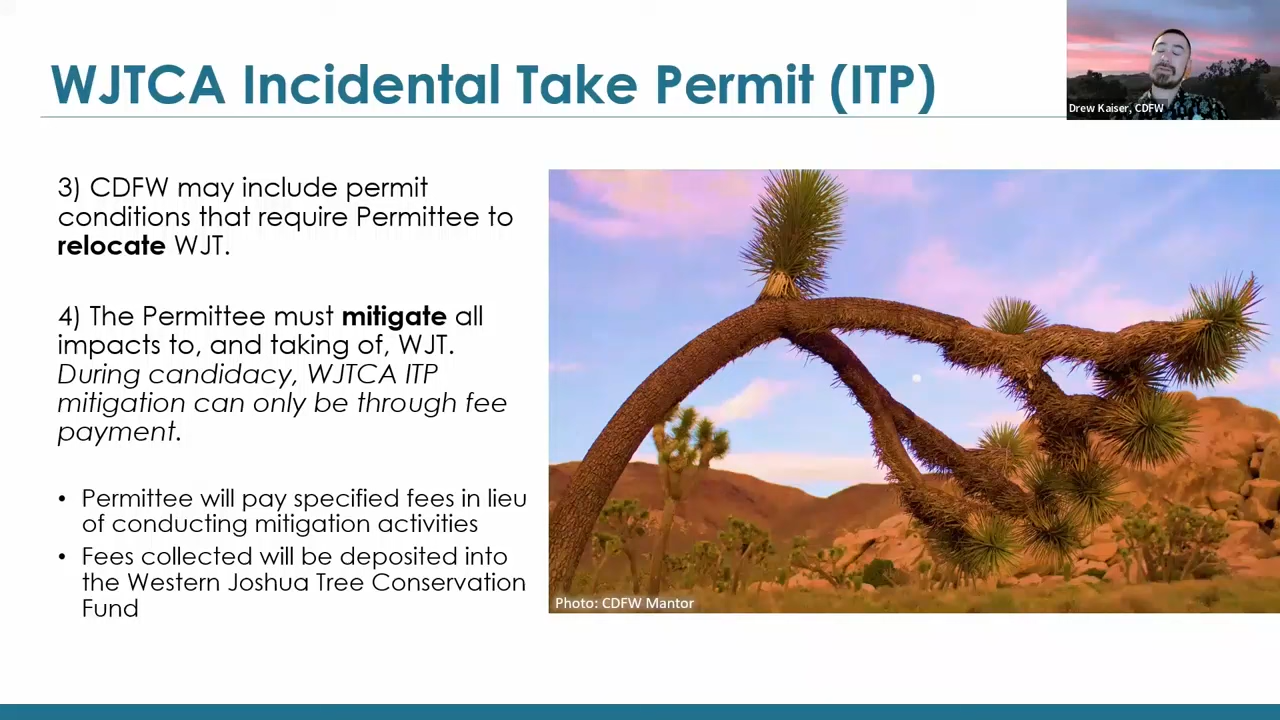 WJTCA Incidental Take Permit (ITP)
Drew Kaiser, CDFW
3) CDFW may include permit
conditions that require Permittee to
relocate WJT.
4) The Permittee must mitigate all
impacts to, and taking of, WJT.
During candidacy, WJTCA ITP
mitigation can only be through fee
payment.
• Permittee will pay specified fees in lieu
of conducting mitigation activities
• Fees collected will be deposited into
the Western Joshua Tree Conservation
Fund
Photo: CDFW Mantor